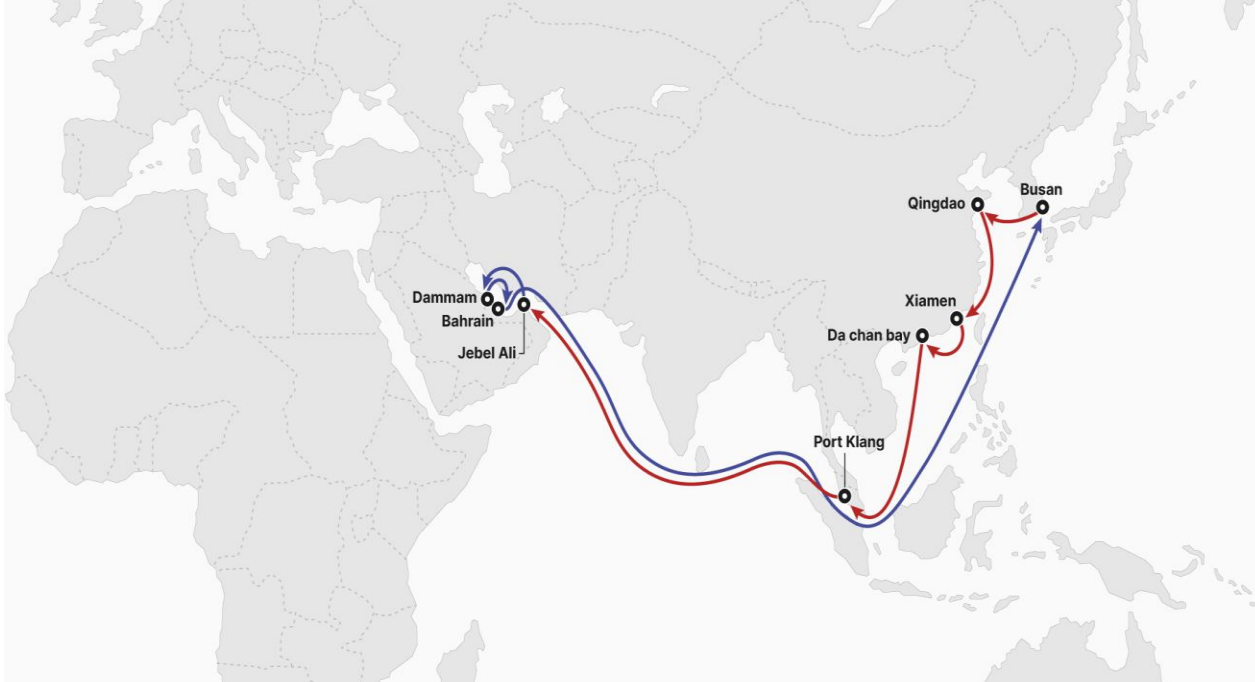 Busan
Qingdao
Dammam
Xiamen
Bahrain
Da chan bay
Jebel Ali
Port Klang